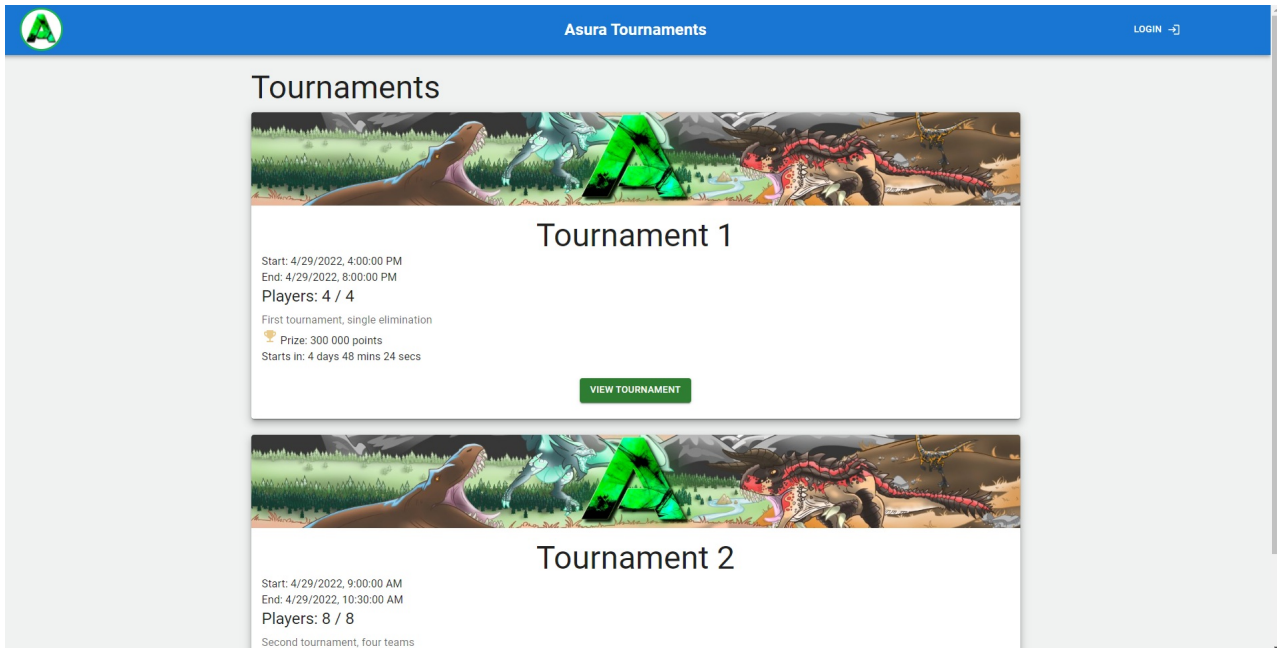 Asura Tournaments
LOGIN
Tournaments
Tournament 1
Start: 4/29/2022, 4:00:00 PM
End: 4/29/2022, 8:00:00 PM
Players: 4 / 4
First tournament, single elimination
Prize: 300 000 points
Starts in: 4 days 48 mins 24 secs
VIEW TOURNAMENT
Tournament 2
Start: 4/29/2022, 9:00:00 AM
End: 4/29/2022, 10:30:00 AM
Players: 8 / 8
Second tournament, four teams